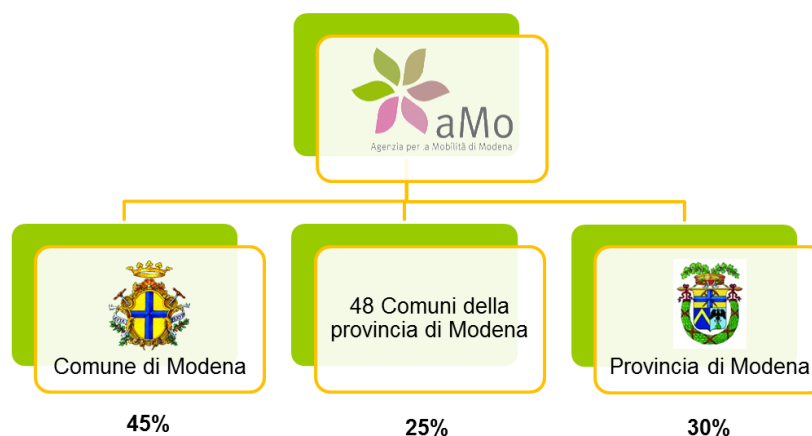 aMo
Agenzia per la Mobilità di Modena
Comune di Modena
48 Comuni della
provincia di Modena
Provincia di Modena
45%
25%
30%